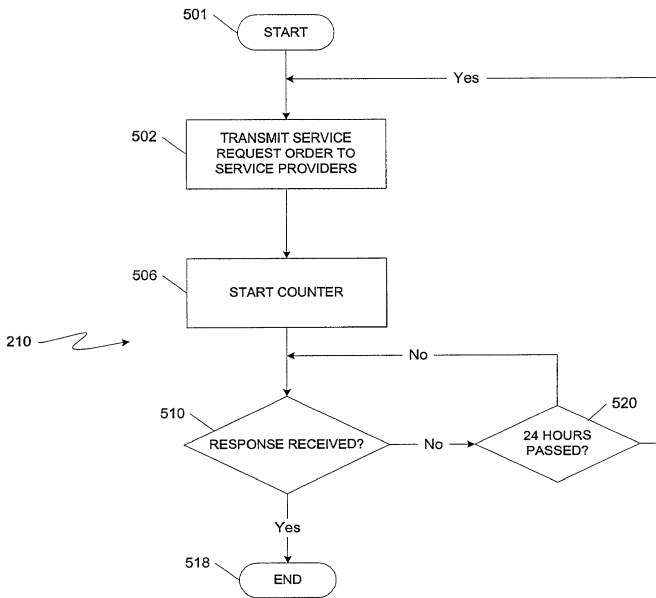 501
START
Yes
502
TRANSMIT SERVICE
REQUEST ORDER TO
SERVICE PROVIDERS
506
START COUNTER
210
No
510
RESPONSE RECEIVED?
No
520
24 HOURS
PASSED?
Yes
518
END